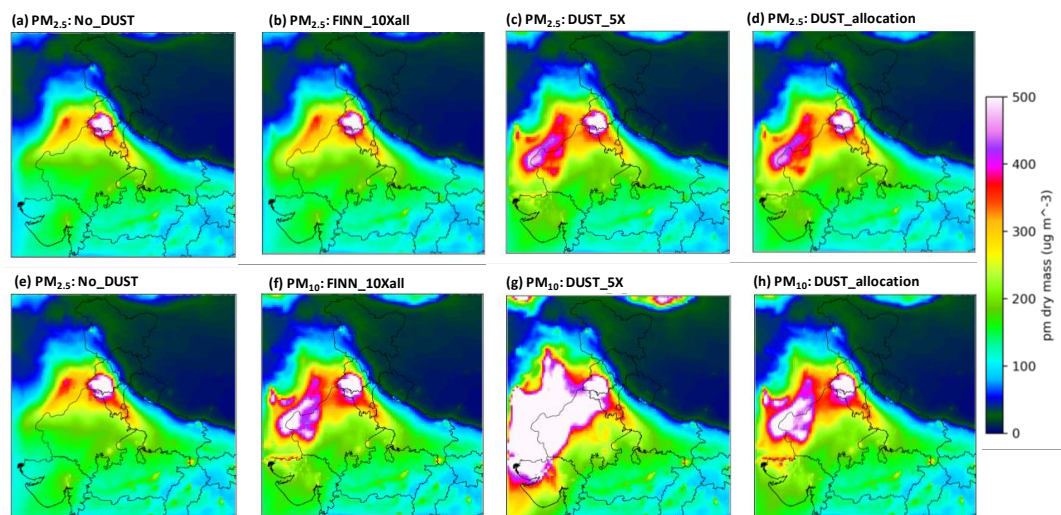 (a) PM2.5: No_DUST
(b) PM2.5: FINN_10Xall
(c) PM2.5: DUST_5X
(d) PM2.5: DUST_allocation
(e) PM2.5: No_DUST
(f) PM10: FINN_10Xall
(g) PM10: DUST_5X
(h) PM10: DUST_allocation
500
400
300
200
100
0
pm dry mass (ug m^-3)